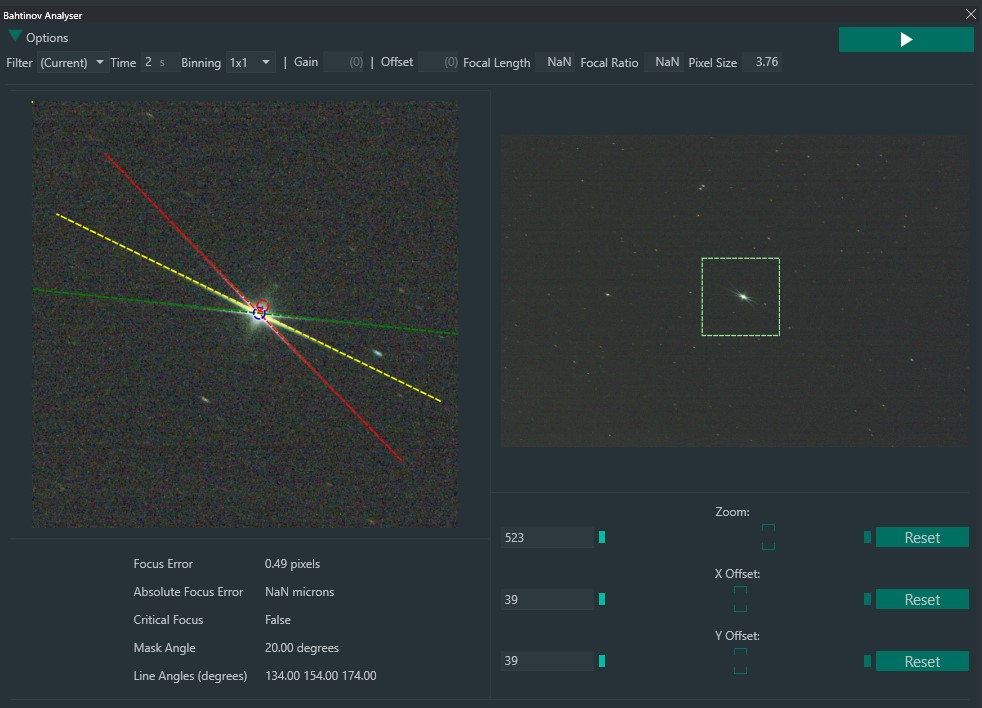 Bahtinov Analyser
Options
Filter (Current) Time 2 s Binning 1x1 | Gain (0) | Offset (0) Focal Length NaN Focal Ratio NaN Pixel Size 3.76
Zoom:
523 Reset
X Offset:
39 Reset
Y Offset:
39 Reset
Focus Error 0.49 pixels
Absolute Focus Error NaN microns
Critical Focus False
Mask Angle 20.00 degrees
Line Angles (degrees) 134.00 154.00 174.00